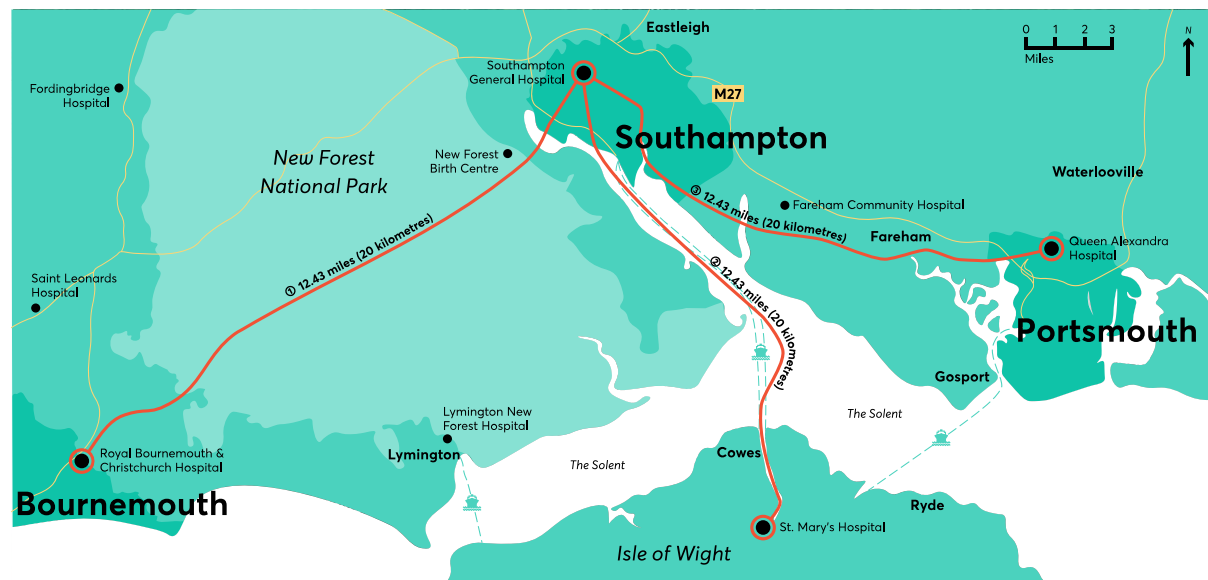 Eastleigh
0 1 2 3
Miles
N
Southampton
General Hospital
Fordingbridge
Hospital
M27
Southampton
New Forest
National Park
New Forest
Birth Centre
Waterlooville
③ 12.43 miles (20 kilometres)
Fareham Community Hospital
Fareham
Queen Alexandra
Hospital
① 12.43 miles (20 kilometres)
② 12.43 miles (20 kilometres)
Saint Leonards
Hospital
Portsmouth
Gosport
Lymington New
Forest Hospital
The Solent
Lymington
Cowes
Royal Bournemouth &
Christchurch Hospital
The Solent
Bournemouth
Ryde
St. Mary's Hospital
Isle of Wight